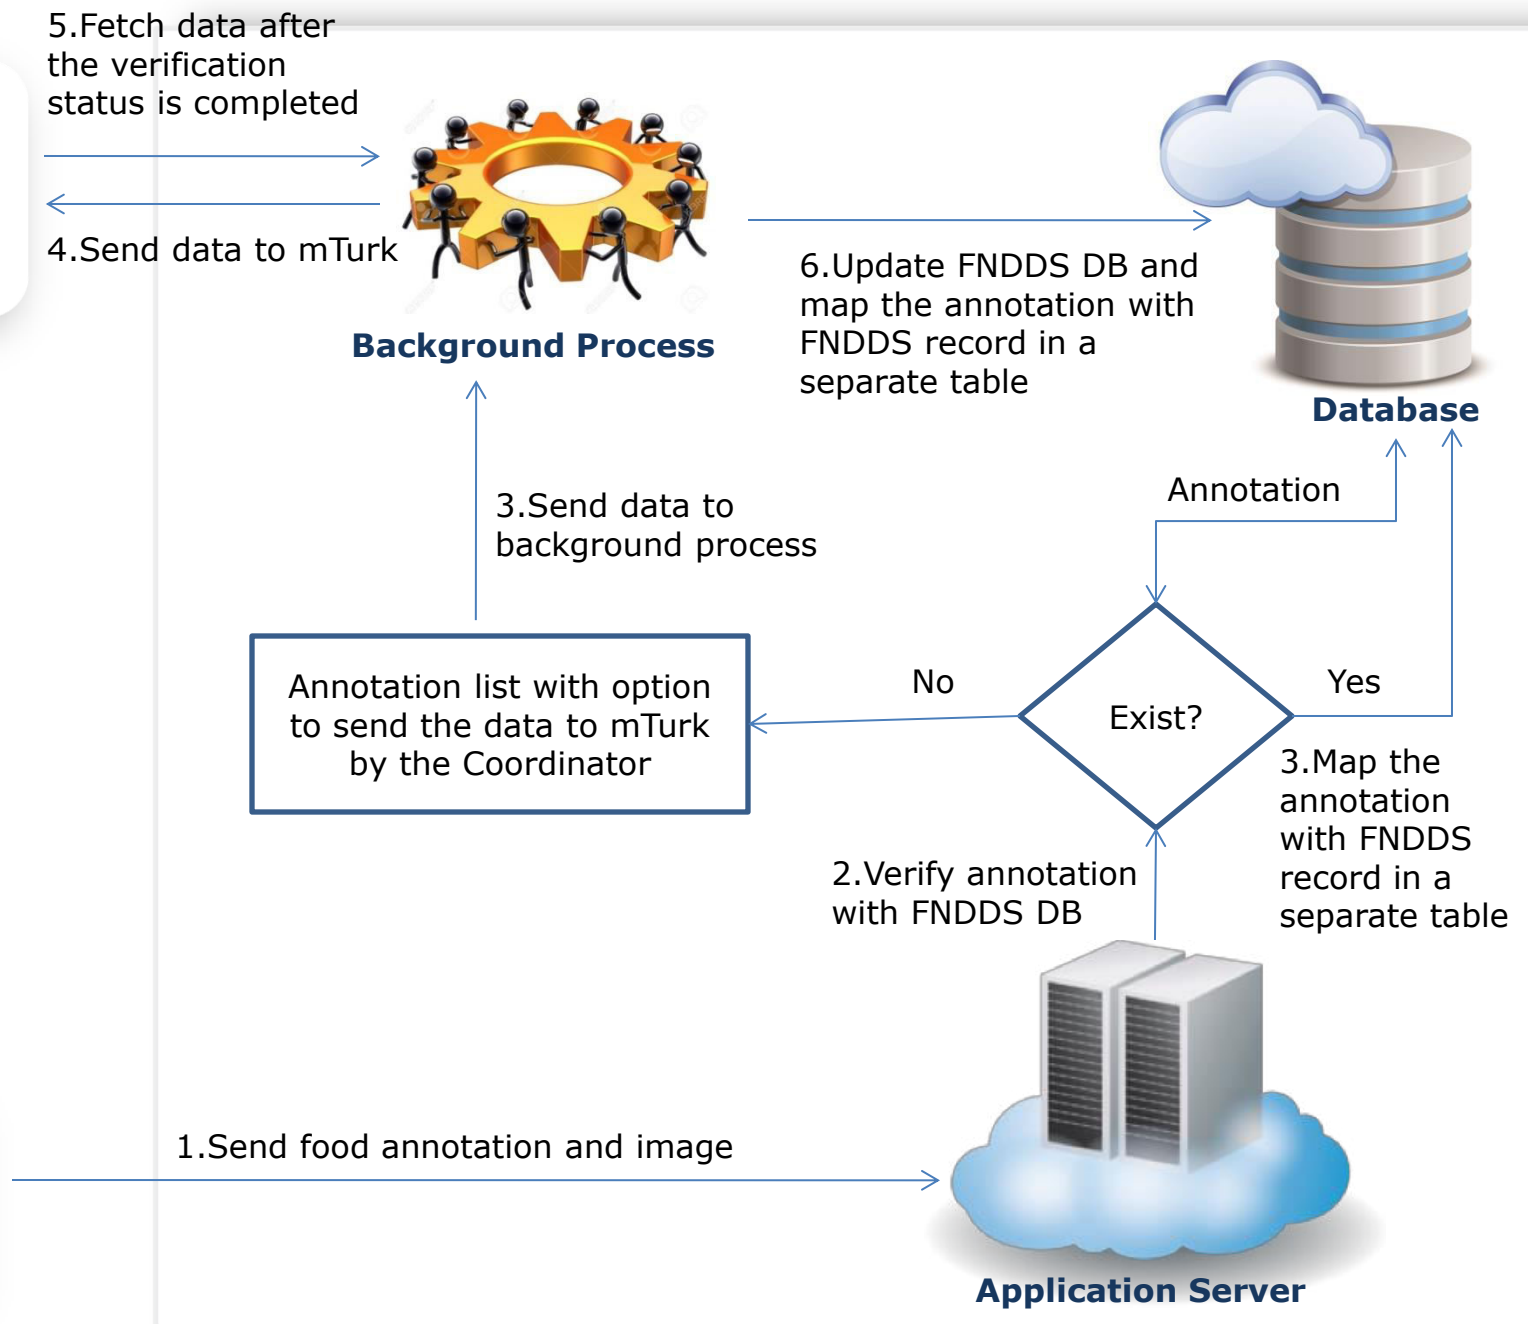 5.Fetch data after
the verification
status is completed
4.Send data to mTurk
Background Process
6.Update FNDDS DB and
map the annotation with
FNDDS record in a
separate table
Database
Annotation
3.Send data to
background process
Annotation list with option
to send the data to mTurk
by the Coordinator
No
Exist?
Yes
3.Map the
annotation
with FNDDS
record in a
separate table
2.Verify annotation
with FNDDS DB
1.Send food annotation and image
Application Server